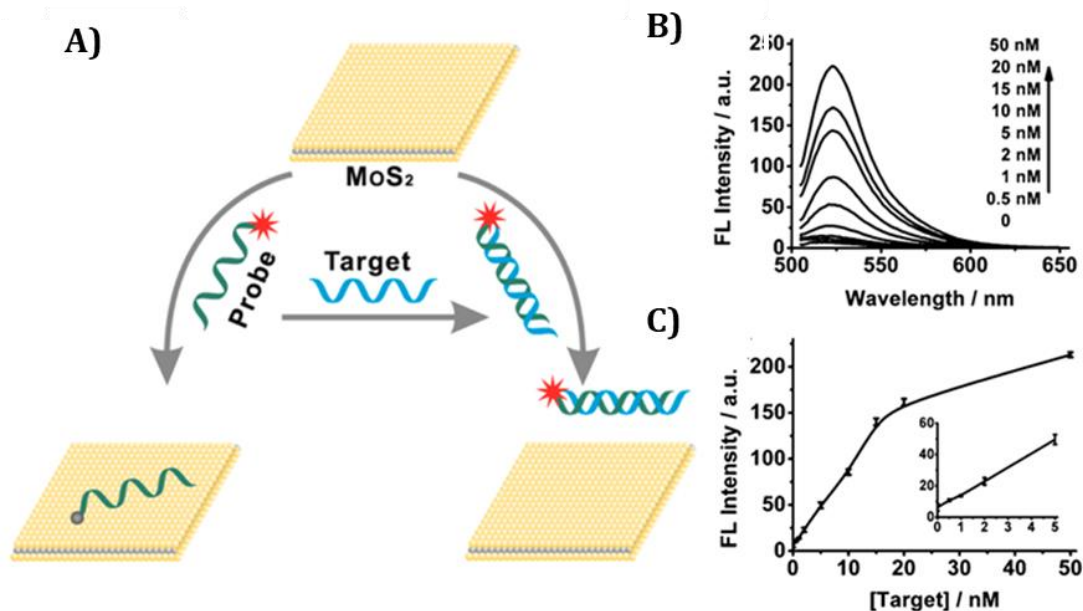 A)
MoS₂
Probe
Target
B)
FL Intensity / a.u.
250
200
150
100
50
0
500 550 600 650
Wavelength / nm
50 nM
20 nM
15 nM
10 nM
5 nM
2 nM
1 nM
0.5 nM
0
C)
FL Intensity / a.u.
200
150
100
50
0
0 10 20 30 40 50
[Target] / nM
60
40
20
0
0 1 2 3 4 5